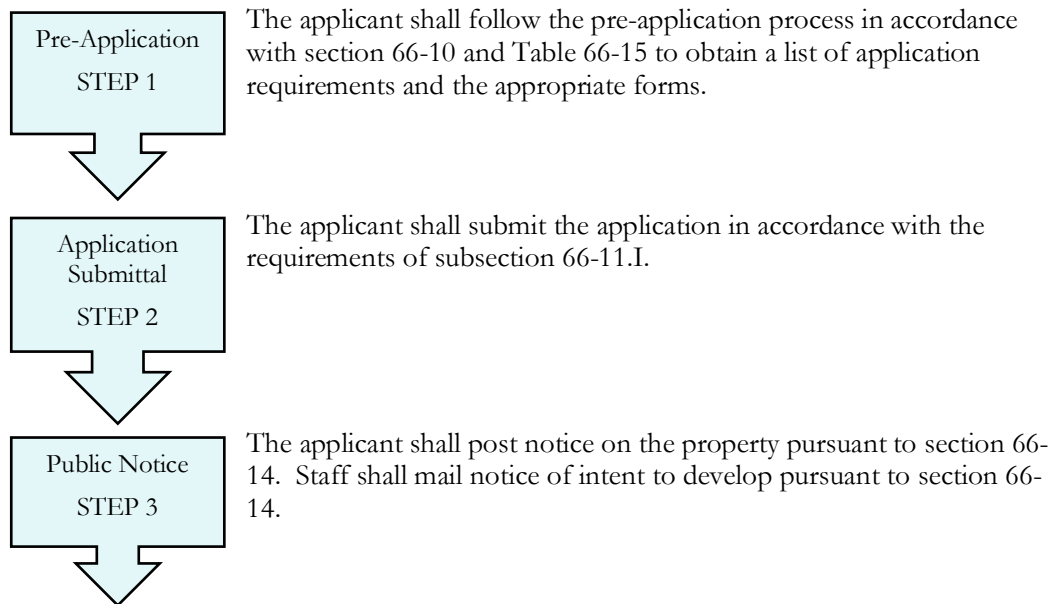 Pre-Application
STEP 1
The applicant shall follow the pre-application process in accordance
with section 66-10 and Table 66-15 to obtain a list of application
requirements and the appropriate forms.
Application
Submittal
STEP 2
The applicant shall submit the application in accordance with the
requirements of subsection 66-11.I.
Public Notice
STEP 3
The applicant shall post notice on the property pursuant to section 66-
14.  Staff shall mail notice of intent to develop pursuant to section 66-
14.